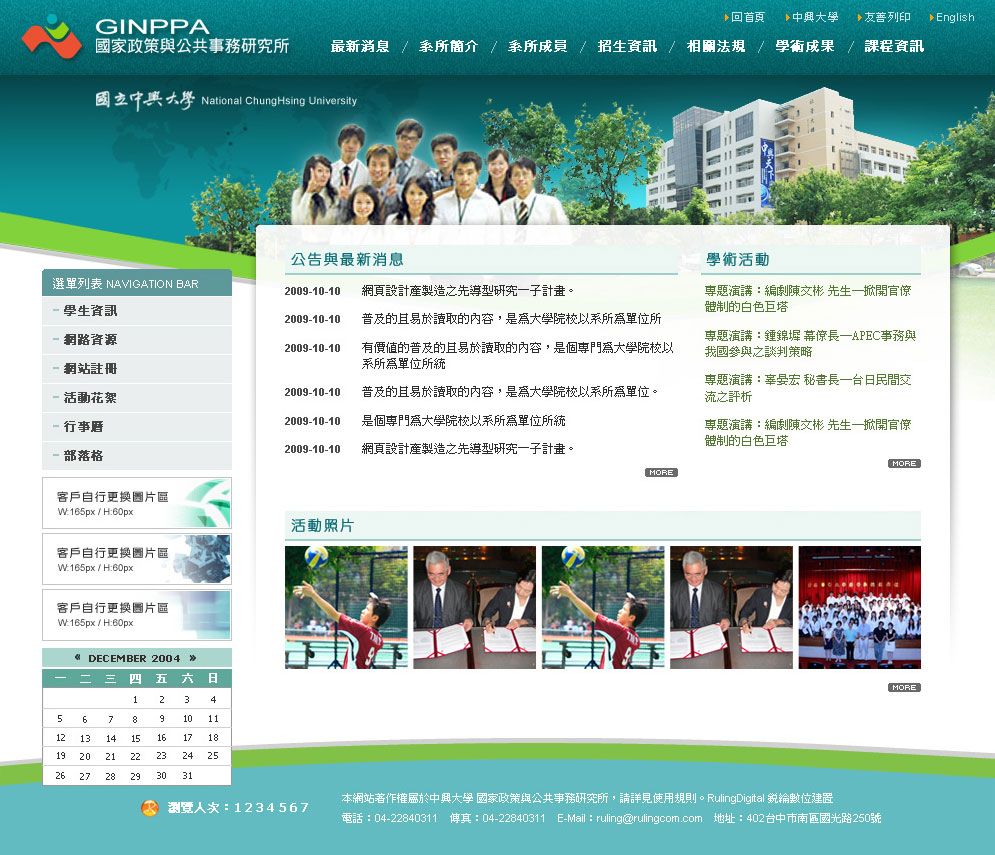 GINPPA
國家政策與公共事務研究所
回首頁 中興大學 友善列印 English
最新消息 / 系所簡介 / 系所成員 / 招生資訊 / 相關法規 / 學術成果 / 課程資訊
國立中興大學 National ChungHsing University
中興天下
選單列表 NAVIGATION BAR
學生資訊
網路資源
網站註冊
活動花架
行事曆
部落格
客戶自行更換圖片區
W:165px / H:60px
客戶自行更換圖片區
W:165px / H:60px
客戶自行更換圖片區
W:165px / H:60px
« DECEMBER 2004 »
一 二 三 四 五 六 日
1 2 3 4
5 6 7 8 9 10 11
12 13 14 15 16 17 18
19 20 21 22 23 24 25
26 27 28 29 30 31
公告與最新消息
2009-10-10 網頁設計產製造之先導型研究一子計畫。
2009-10-10 普及的且易於讀取的內容，是為大學院校以系所為單位所
2009-10-10 有價值的普及的且易於讀取的內容，是個專門為大學院校以
系所為單位所統
2009-10-10 普及的且易於讀取的內容，是為大學院校以系所為單位。
2009-10-10 是個專門為大學院校以系所為單位所統
2009-10-10 網頁設計產製造之先導型研究一子計畫。
MORE
學術活動
專題演講：編劇陳文彬 先生—掀開官僚
體制的白色巨塔
專題演講：鍾錦墀 幕僚長—APEC事務與
我國參與之談判策略
專題演講：辜晏宏 秘書長—台日民間交
流之評析
專題演講：編劇陳文彬 先生—掀開官僚
體制的白色巨塔
MORE
活動照片
MORE
瀏覽人次：1234567
本網站著作權屬於中興大學 國家政策與公共事務研究所，請詳見使用規則。RulingDigital 銳綸數位建置
電話：04-22840311 傳真：04-22840311 E-Mail：ruling@rulingcom.com 地址：402台中市南區國光路250號